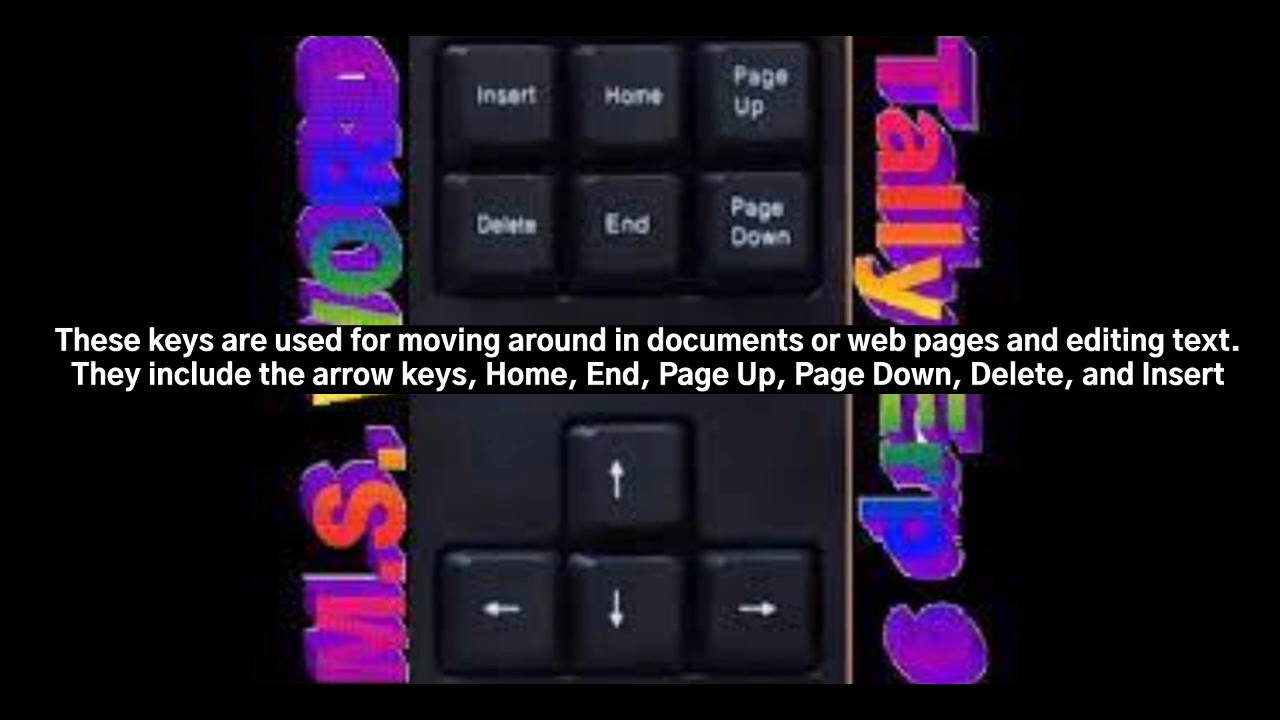 Insert Home Page Up
Delete End Page Down
These keys are used for moving around in documents or web pages and editing text.
They include the arrow keys, Home, End, Page Up, Page Down, Delete, and Insert
↑
← ↓ →
Tally Erp 9